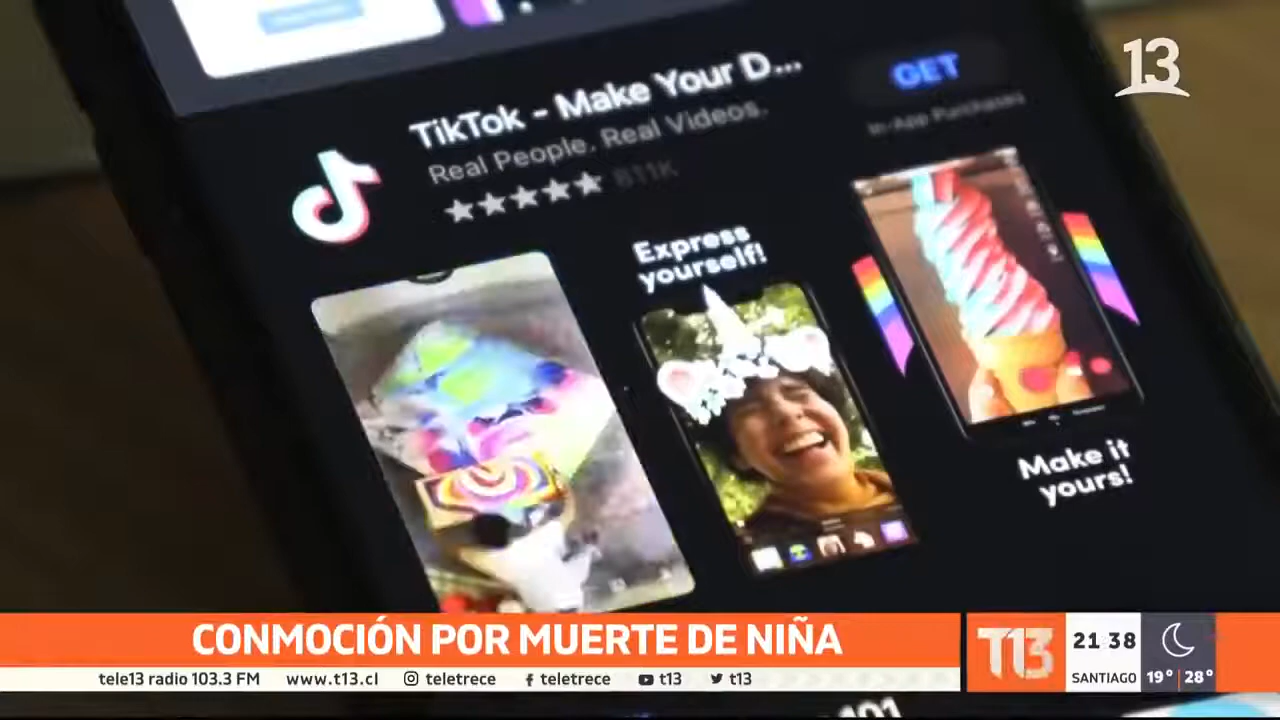 13
TikTok - Make Your D...
Real People. Real Videos.
811K
GET
In-App Purchases
Express
yourself!
Make it
yours!
CONMOCIÓN POR MUERTE DE NIÑA
tele13 radio 103.3 FM www.t13.cl teletrece teletrece t13 t13
T13
21 38
SANTIAGO
19° 28°